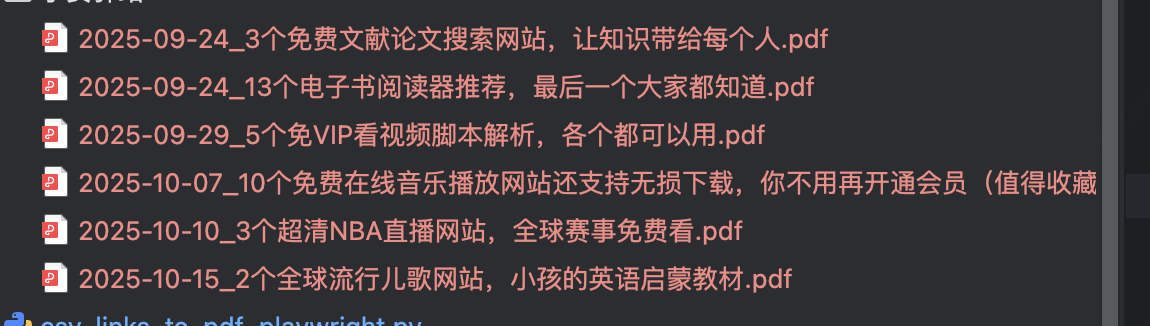 2025-09-24_3个免费文献论文搜索网站，让知识带给每个人.pdf
2025-09-24_13个电子书阅读器推荐，最后一个大家都知道.pdf
2025-09-29_5个免VIP看视频脚本解析，各个都可以用.pdf
2025-10-07_10个免费在线音乐播放网站还支持无损下载，你不用再开通会员（值得收藏
2025-10-10_3个超清NBA直播网站，全球赛事免费看.pdf
2025-10-15_2个全球流行儿歌网站，小孩的英语启蒙教材.pdf
csv_links_to_pdf_playwright.py